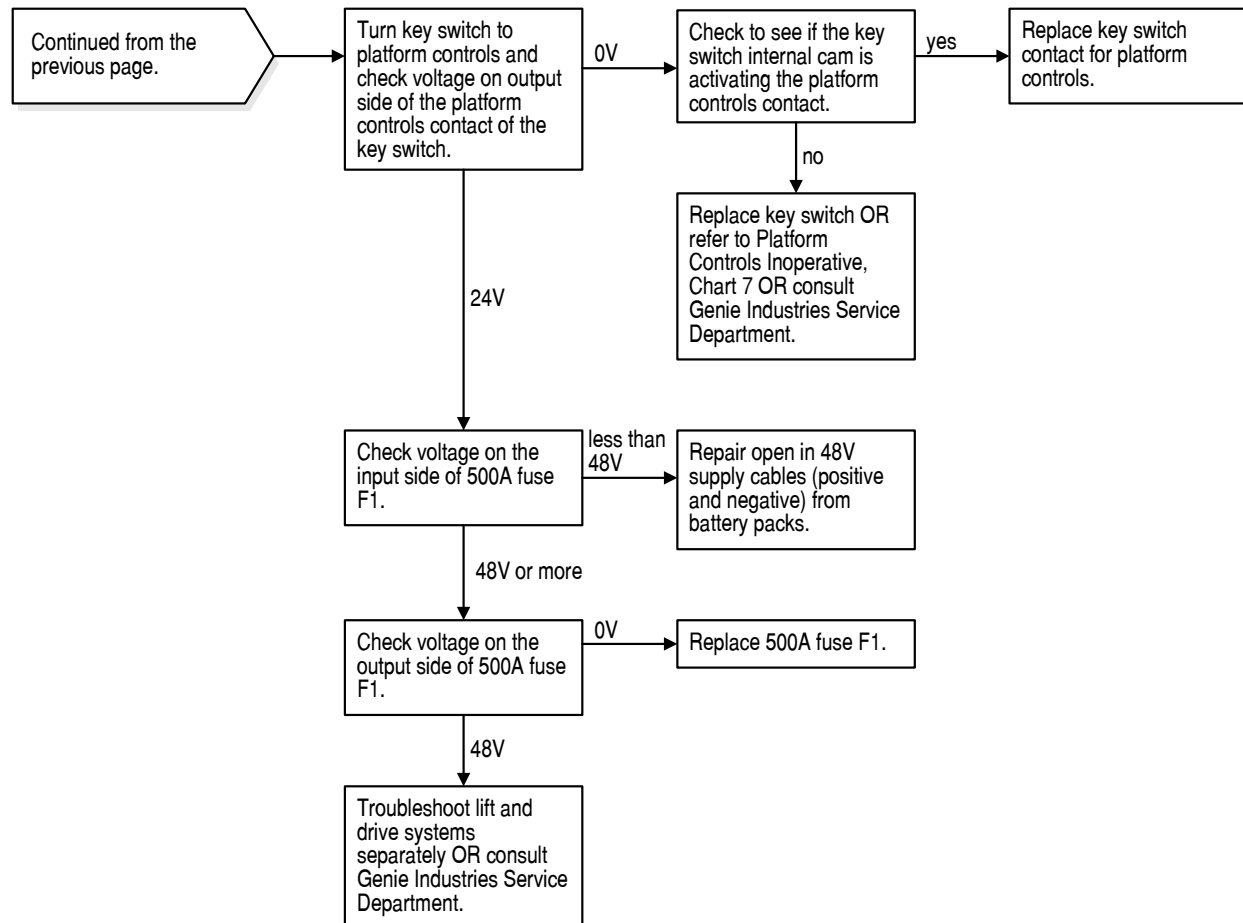 Continued from the
previous page.
Turn key switch to
platform controls and
check voltage on output
side of the platform
controls contact of the
key switch.
0V
Check to see if the key
switch internal cam is
activating the platform
controls contact.
yes
Replace key switch
contact for platform
controls.
no
Replace key switch OR
refer to Platform
Controls Inoperative,
Chart 7 OR consult
Genie Industries Service
Department.
24V
Check voltage on the
input side of 500A fuse
F1.
less than
48V
Repair open in 48V
supply cables (positive
and negative) from
battery packs.
48V or more
Check voltage on the
output side of 500A fuse
F1.
0V
Replace 500A fuse F1.
48V
Troubleshoot lift and
drive systems
separately OR consult
Genie Industries Service
Department.